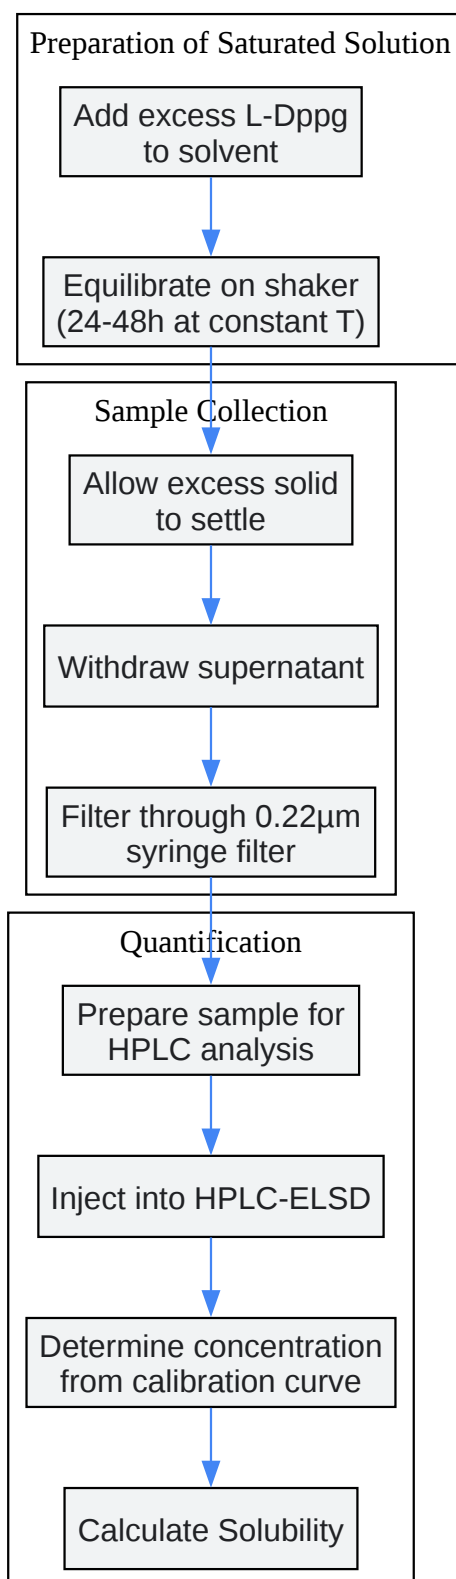 Preparation of Saturated Solution
Add excess L-Dppg
to solvent
Equilibrate on shaker
(24-48h at constant T)
Sample Collection
Allow excess solid
to settle
Withdraw supernatant
Filter through 0.22µm
syringe filter
Quantification
Prepare sample for
HPLC analysis
Inject into HPLC-ELSD
Determine concentration
from calibration curve
Calculate Solubility